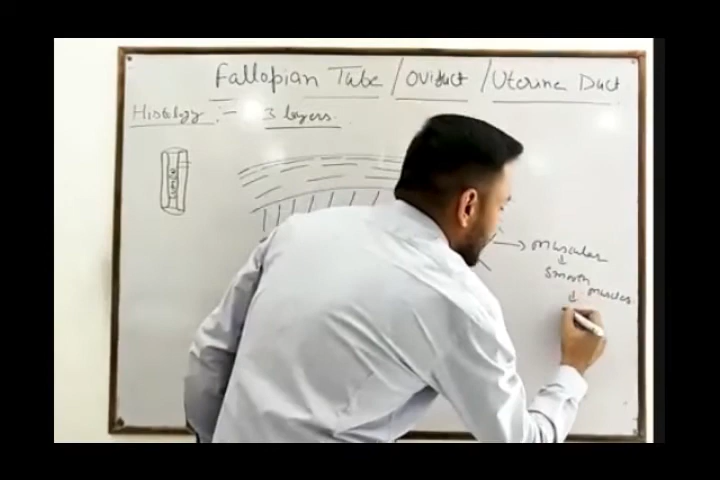 Fallopian Tube / Oviduct / Uterine Duct
Histology :- 3 layers.
→ Muscular
↓
Smooth
muscles
↓